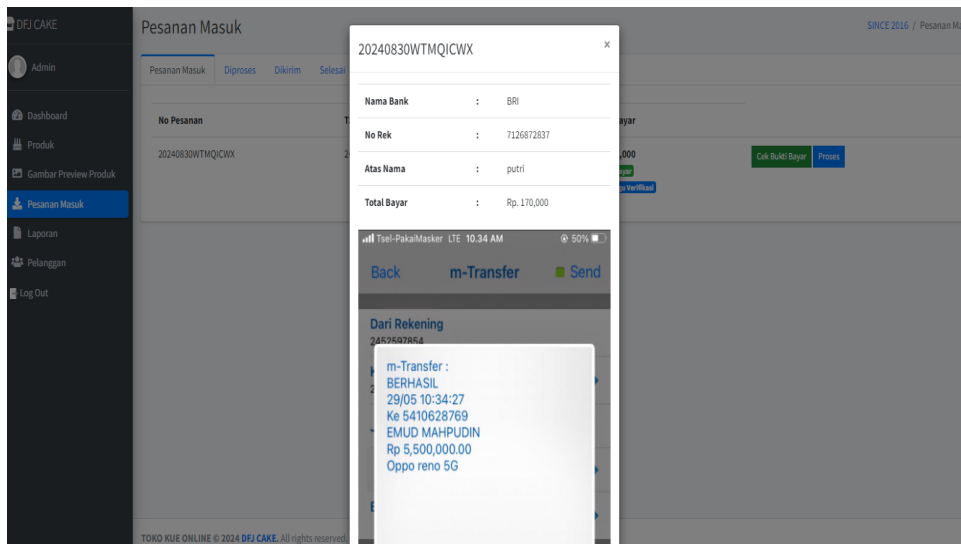 DFJ CAKE
Admin
Dashboard
Produk
Gambar Preview Produk
Pesanan Masuk
Laporan
Pelanggan
Log Out
Pesanan Masuk
SINCE 2016 / Pesanan
Pesanan Masuk Diproses Dikirim Selesai
No Pesanan
20240830WTMQICWX
,000
Verifikasi
Cek Bukti Bayar Proses
20240830WTMQICWX x
Nama Bank : BRI
No Rek : 7126872837
Atas Nama : putri
Total Bayar : Rp. 170,000
Tsel-PakaiMasker LTE 10.34 AM 50%
Back m-Transfer Send
Dari Rekening
2452597854
m-Transfer :
BERHASIL
29/05 10:34:27
Ke 5410628769
EMUD MAHPUDIN
Rp 5,500,000.00
Oppo reno 5G
TOKO KUE ONLINE © 2024 DFJ CAKE. All rights reserved.